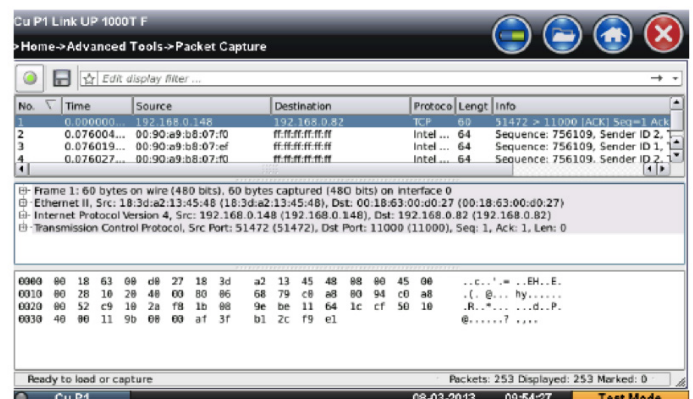 Cu P1 Link UP 1000T F
>Home->Advanced Tools->Packet Capture
Edit display filter ...
No. Time Source Destination Protoco Lengt Info
1 0.000000... 192.168.0.148 192.168.0.82 TCP 60 51472 > 11000 [ACK] Seq=1 Ack
2 0.076004... 00:90:a9:b8:07:f0 ff:ff:ff:ff:ff:ff Intel ... 64 Sequence: 756109, Sender ID 2, T
3 0.076019... 00:90:a9:b8:07:ef ff:ff:ff:ff:ff:ff Intel ... 64 Sequence: 756109, Sender ID 1, T
4 0.076027... 00:90:a9:b8:07:f0 ff:ff:ff:ff:ff:ff Intel ... 64 Sequence: 756109, Sender ID 2, T
Frame 1: 60 bytes on wire (480 bits), 60 bytes captured (480 bits) on interface 0
Ethernet II, Src: 18:3d:a2:13:45:48 (18:3d:a2:13:45:48), Dst: 00:18:63:00:d0:27 (00:18:63:00:d0:27)
Internet Protocol Version 4, Src: 192.168.0.148 (192.168.0.148), Dst: 192.168.0.82 (192.168.0.82)
Transmission Control Protocol, Src Port: 51472 (51472), Dst Port: 11000 (11000), Seq: 1, Ack: 1, Len: 0
0000 00 18 63 00 d0 27 18 3d a2 13 45 48 08 00 45 00 ..c..'.= ..EH..E.
0010 00 28 10 20 40 00 80 06 68 79 c0 a8 00 94 c0 a8 .(. @... hy......
0020 00 52 c9 10 2a f8 1b 08 9e be 11 64 1c cf 50 10 .R..*... ...d..P.
0030 40 00 11 9b 00 00 af 3f b1 2c f9 e1 @......? .,..
Ready to load or capture Packets: 253 Displayed: 253 Marked: 0
Cu P1 08-03-2013 09:54:27 Test Mode